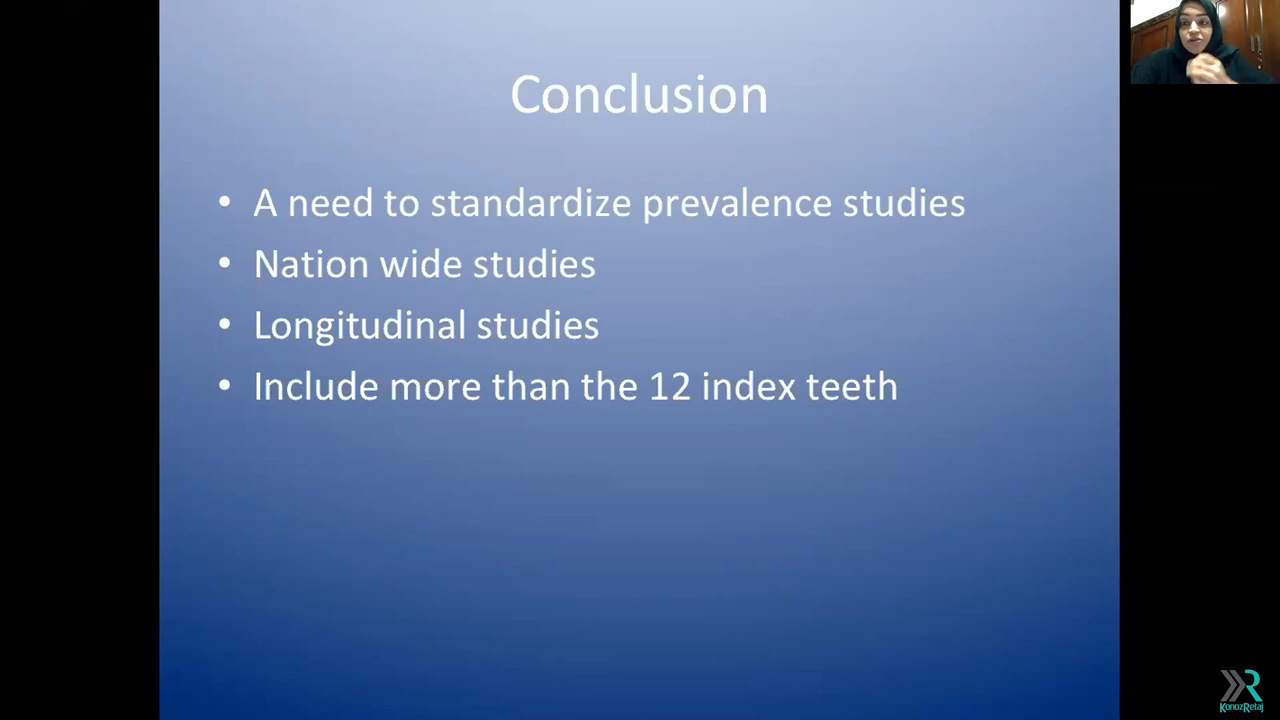 Conclusion
• A need to standardize prevalence studies
• Nation wide studies
• Longitudinal studies
• Include more than the 12 index teeth
KonozRetaj